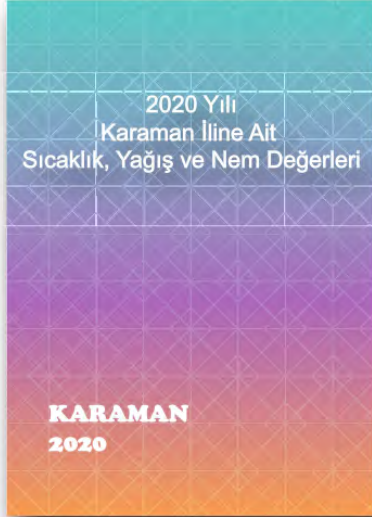 2020 Yılı
Karaman İline Ait
Sıcaklık, Yağış ve Nem Değerleri
KARAMAN
2020